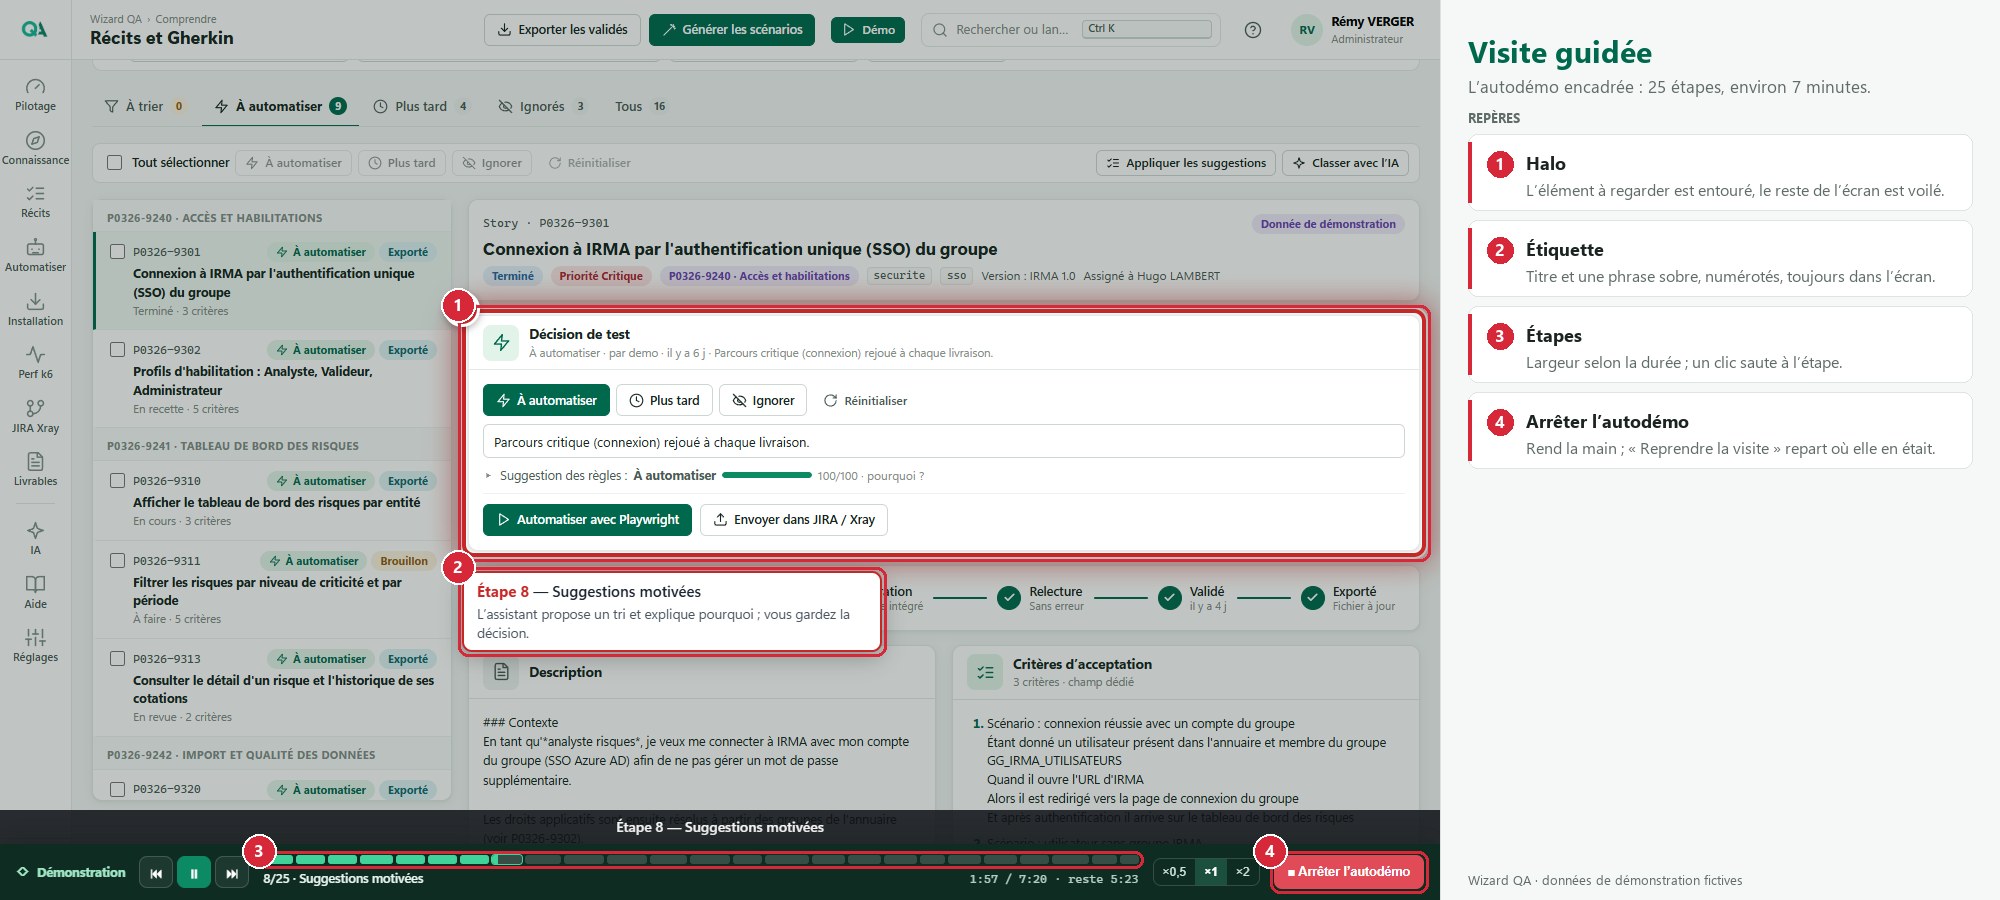 QA
Wizard QA › Comprendre
Récits et Gherkin
Exporter les validés
Générer les scénarios
Démo
Rechercher ou lan...
Ctrl K
RV
Rémy VERGER
Administrateur
Pilotage
Connaissance
Récits
Automatiser
Installation
Perf k6
JIRA Xray
Livrables
IA
Aide
Réglages
À trier 0
À automatiser 9
Plus tard 4
Ignorés 3
Tous 16
Tout sélectionner
À automatiser
Plus tard
Ignorer
Réinitialiser
Appliquer les suggestions
Classer avec l’IA
P0326-9240 · ACCÈS ET HABILITATIONS
P0326-9301 À automatiser Exporté
Connexion à IRMA par l'authentification unique
(SSO) du groupe
Terminé · 3 critères
P0326-9302 À automatiser Exporté
Profils d'habilitation : Analyste, Valideur,
Administrateur
En recette · 5 critères
P0326-9241 · TABLEAU DE BORD DES RISQUES
P0326-9310 À automatiser Exporté
Afficher le tableau de bord des risques par entité
En cours · 3 critères
P0326-9311 À automatiser Brouillon
Filtrer les risques par niveau de criticité et par
période
À faire · 5 critères
P0326-9313 À automatiser Exporté
Consulter le détail d'un risque et l'historique de ses
cotations
En revue · 2 critères
P0326-9242 · IMPORT ET QUALITÉ DES DONNÉES
P0326-9320 À automatiser Exporté
Story · P0326-9301
Donnée de démonstration
Connexion à IRMA par l'authentification unique (SSO) du groupe
Terminé Priorité Critique P0326-9240 · Accès et habilitations securite sso Version : IRMA 1.0 Assigné à Hugo LAMBERT
1
Décision de test
À automatiser · par demo · il y a 6 j · Parcours critique (connexion) rejoué à chaque livraison.
À automatiser
Plus tard
Ignorer
Réinitialiser
Parcours critique (connexion) rejoué à chaque livraison.
Suggestion des règles : À automatiser 100/100 · pourquoi ?
Automatiser avec Playwright
Envoyer dans JIRA / Xray
2
Étape 8 — Suggestions motivées
L’assistant propose un tri et explique pourquoi ; vous gardez la
décision.
intégré
Relecture
Sans erreur
Validé
il y a 4 j
Exporté
Fichier à jour
Description
### Contexte
En tant qu'*analyste risques*, je veux me connecter à IRMA avec mon compte
du groupe (SSO Azure AD) afin de ne pas gérer un mot de passe
supplémentaire.
Les droits applicatifs sont ensuite résolus à partir des groupes de l'annuaire
(voir P0326-9302)
Critères d’acceptation
3 critères · champ dédié
1. Scénario : connexion réussie avec un compte du groupe
Étant donné un utilisateur présent dans l'annuaire et membre du groupe
GG_IRMA_UTILISATEURS
Quand il ouvre l'URL d'IRMA
Alors il est redirigé vers la page de connexion du groupe
Et après authentification il arrive sur le tableau de bord des risques
Étape 8 — Suggestions motivées
3
Démonstration
8/25 · Suggestions motivées
1:57 / 7:20 · reste 5:23
×0,5 ×1 ×2
4
Arrêter l’autodémo
Visite guidée
L’autodémo encadrée : 25 étapes, environ 7 minutes.
REPÈRES
1 Halo
L’élément à regarder est entouré, le reste de l’écran est voilé.
2 Étiquette
Titre et une phrase sobre, numérotés, toujours dans l’écran.
3 Étapes
Largeur selon la durée ; un clic saute à l’étape.
4 Arrêter l’autodémo
Rend la main ; « Reprendre la visite » repart où elle en était.
Wizard QA · données de démonstration fictives